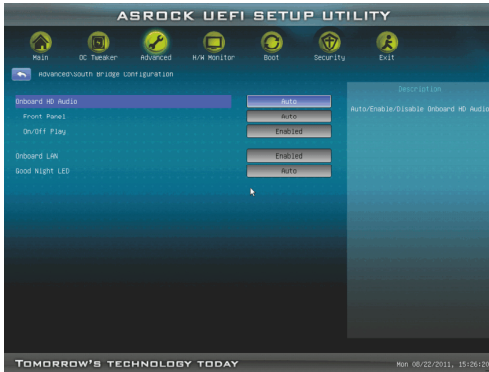 ASROCK UEFI SETUP UTILITY
Main OC Tweaker Advanced H/W Monitor Boot Security Exit
Advanced\South Bridge Configuration
Description
Onboard HD Audio Auto
Auto/Enable/Disable Onboard HD Audio
Front Panel Auto
On/Off Play Enabled
Onboard LAN Enabled
Good Night LED Auto
TOMORROW'S TECHNOLOGY TODAY
Mon 08/22/2011, 15:26:20